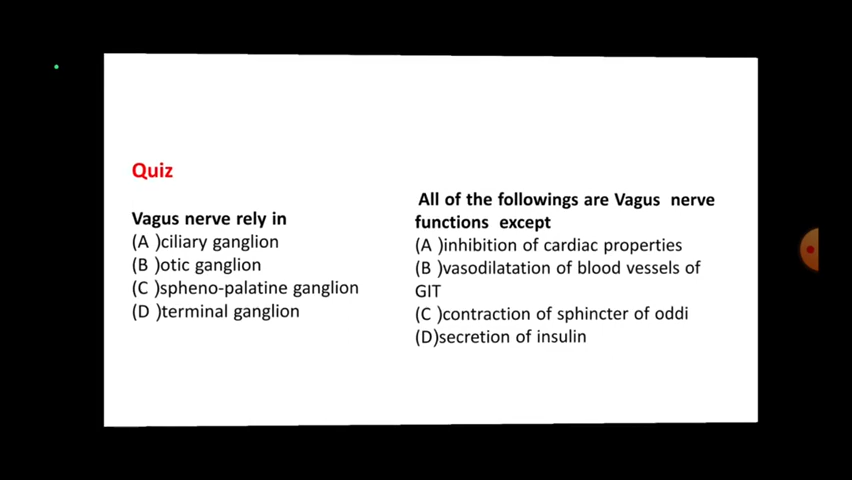 Quiz
Vagus nerve rely in
(A )ciliary ganglion
(B )otic ganglion
(C )spheno-palatine ganglion
(D )terminal ganglion
All of the followings are Vagus nerve
functions except
(A )inhibition of cardiac properties
(B )vasodilatation of blood vessels of
GIT
(C )contraction of sphincter of oddi
(D)secretion of insulin